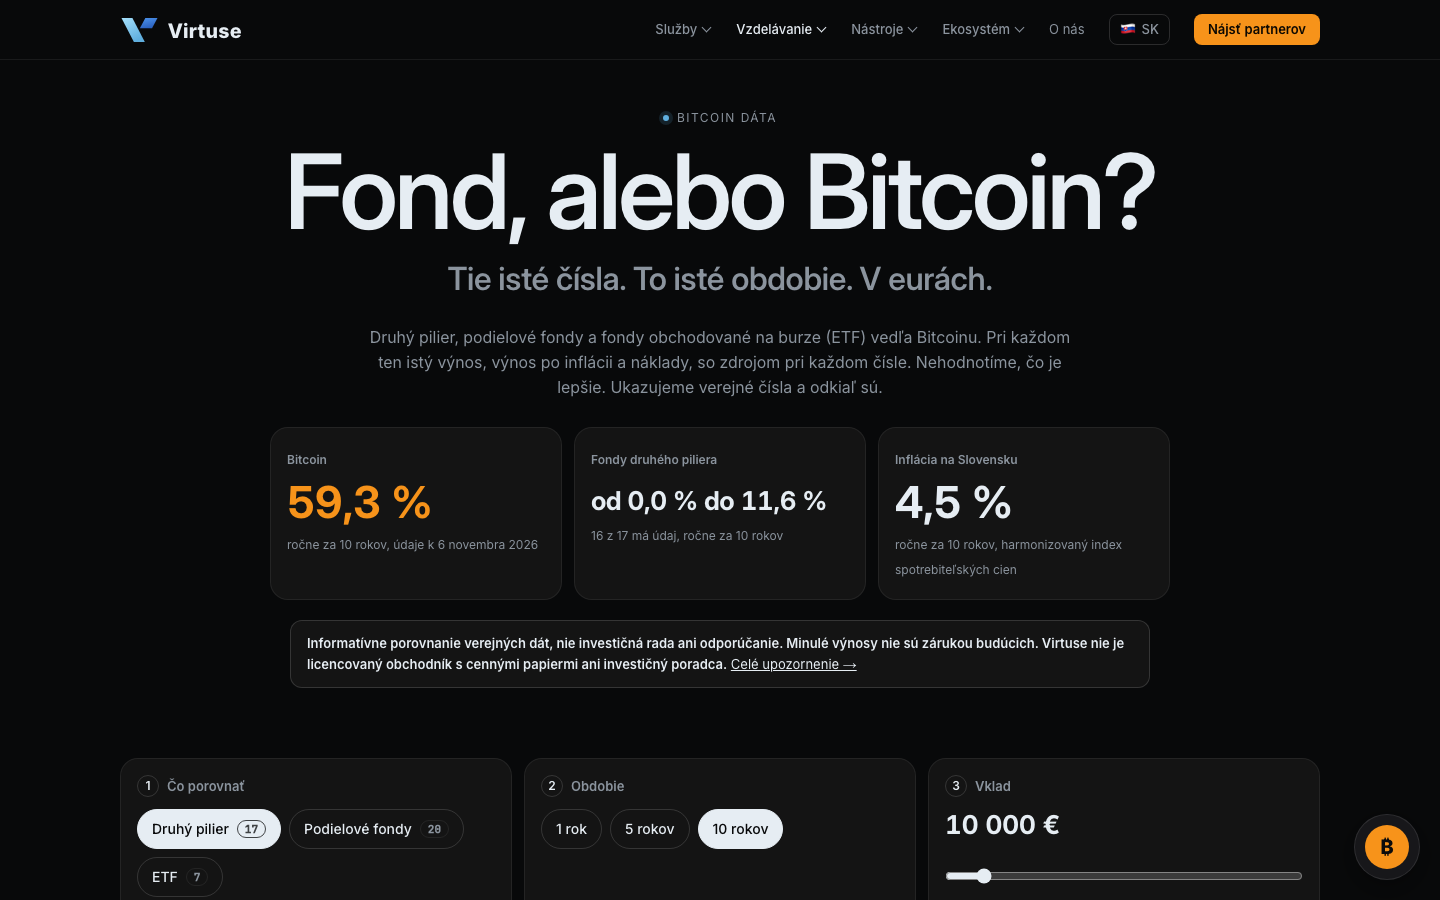 Virtuse
Služby
Vzdelávanie
Nástroje
Ekosystém
O nás
SK
Nájsť partnerov
BITCOIN DÁTA
Fond, alebo Bitcoin?
Tie isté čísla. To isté obdobie. V eurách.
Druhý pilier, podielové fondy a fondy obchodované na burze (ETF) vedľa Bitcoinu. Pri každom
ten istý výnos, výnos po inflácii a náklady, so zdrojom pri každom čísle. Nehodnotíme, čo je
lepšie. Ukazujeme verejné čísla a odkiaľ sú.
Bitcoin
59,3 %
ročne za 10 rokov, údaje k 6 novembra 2026
Fondy druhého piliera
od 0,0 % do 11,6 %
16 z 17 má údaj, ročne za 10 rokov
Inflácia na Slovensku
4,5 %
ročne za 10 rokov, harmonizovaný index
spotrebiteľských cien
Informatívne porovnanie verejných dát, nie investičná rada ani odporúčanie. Minulé výnosy nie sú zárukou budúcich. Virtuse nie je
licencovaný obchodník s cennými papiermi ani investičný poradca. Celé upozornenie →
1 Čo porovnať
Druhý pilier 17
Podielové fondy 20
ETF 7
2 Obdobie
1 rok
5 rokov
10 rokov
3 Vklad
10 000 €
₿